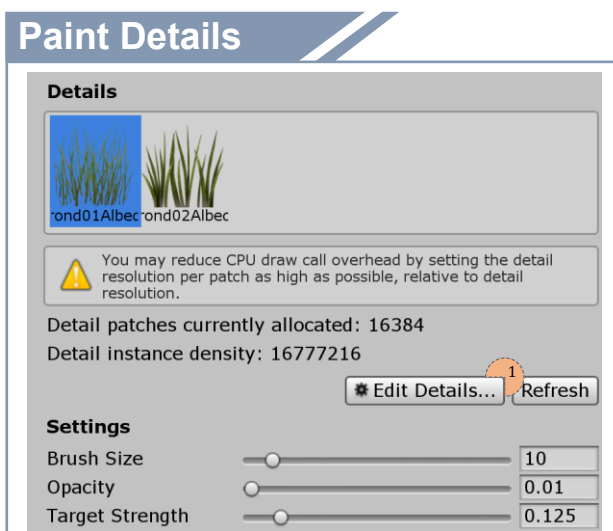 Paint Details
Details
rond01Albec rond02Albec
You may reduce CPU draw call overhead by setting the detail
resolution per patch as high as possible, relative to detail
resolution.
Detail patches currently allocated: 16384
Detail instance density: 16777216
Edit Details... 1 Refresh
Settings
Brush Size 10
Opacity 0.01
Target Strength 0.125